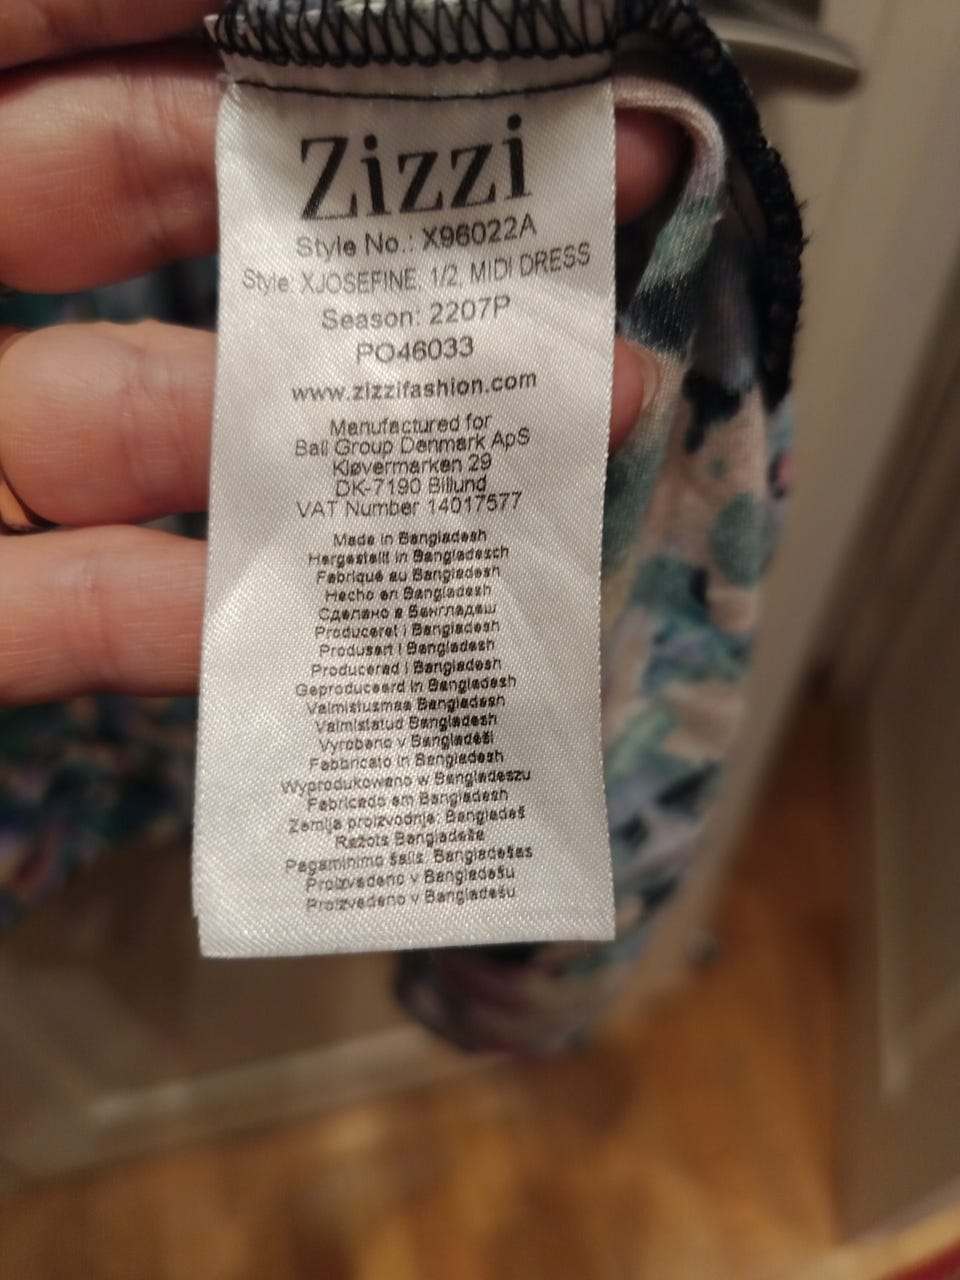 Zizzi
Style No.: X96022A
Style: XJOSEFINE, 1/2, MIDI DRESS
Season: 2207P
PO46033
www.zizzifashion.com
Manufactured for
Ball Group Denmark ApS
Kløvermarken 29
DK-7190 Billund
VAT Number 14017577
Made in Bangladesh
Hergestellt in Bangladesch
Fabriqué au Bangladesh
Hecho en Bangladesh
Сделано в Бангладеш
Produceret i Bangladesh
Produsert i Bangladesh
Producerad i Bangladesh
Geproduceerd in Bangladesh
Valmistusmaa Bangladesh
Valmistatud Bangladesh
Vyrobeno v Bangladéši
Fabbricato in Bangladesh
Wyprodukowano w Bangladeszu
Fabricado em Bangladesh
Zemlja proizvodnje: Bangladeš
Ražots Bangladeše
Pagaminimo šalis: Bangladešas
Proizvedeno v Bangladešu
Proizvedeno v Bangladešu